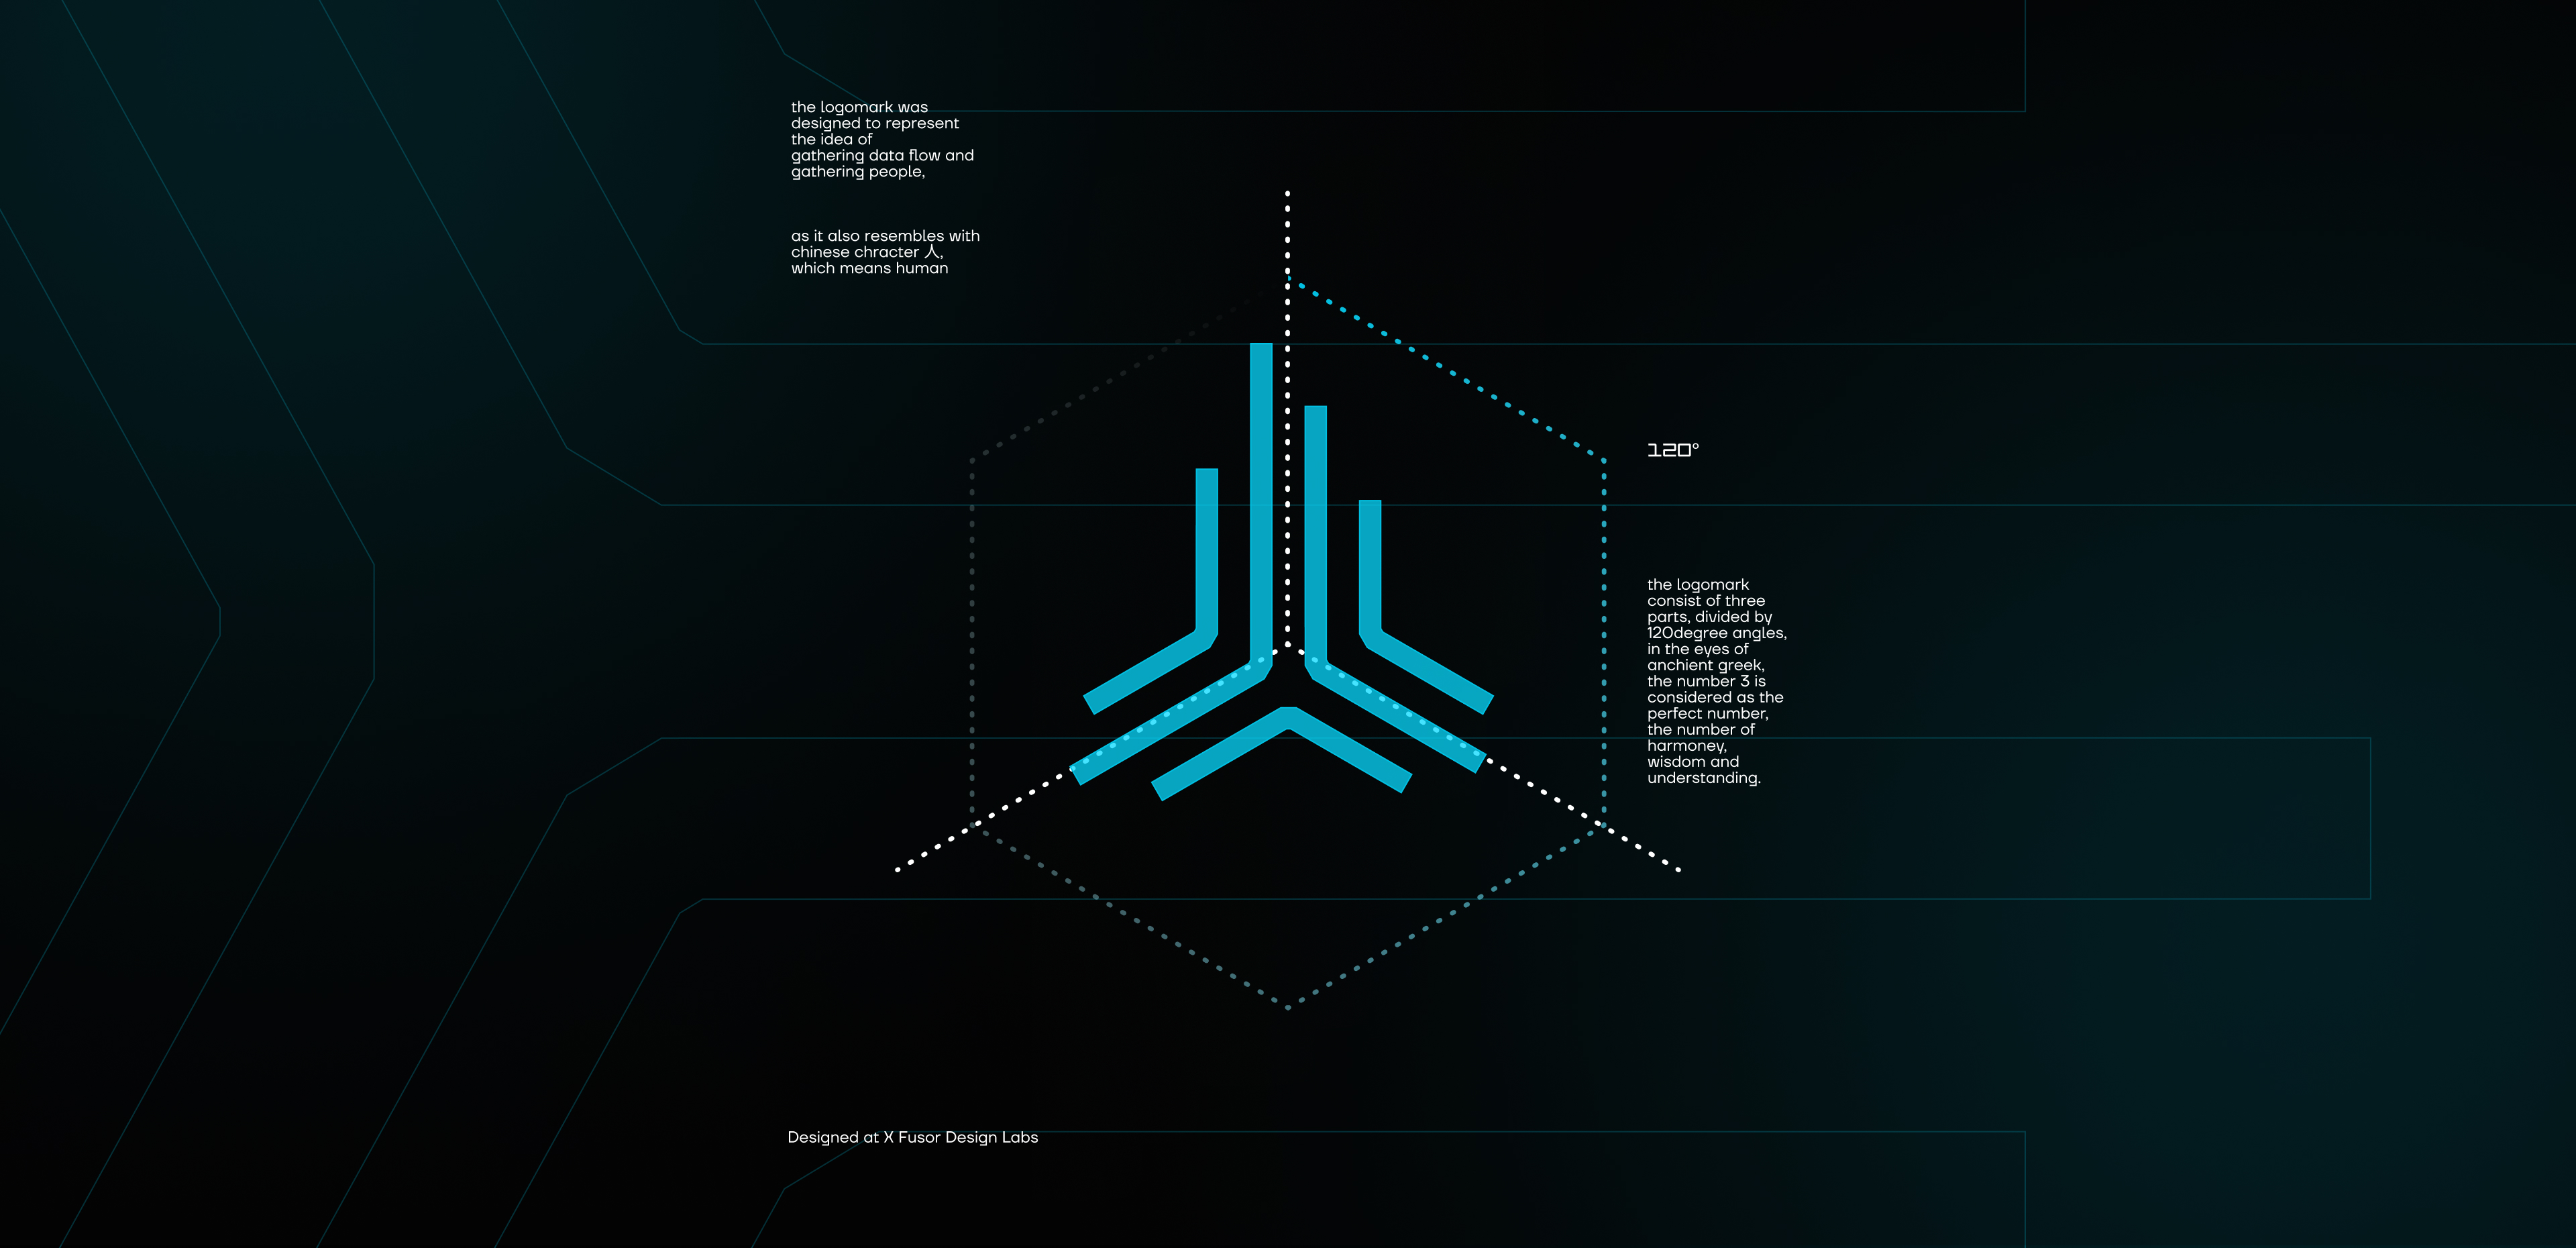 the logomark was
designed to represent
the idea of
gathering data flow and
gathering people,
as it also resembles with
chinese chracter 人,
which means human
120°
the logomark
consist of three
parts, divided by
120degree angles,
in the eyes of
anchient greek,
the number 3 is
considered as the
perfect number,
the number of
harmoney,
wisdom and
understanding.
Designed at X Fusor Design Labs